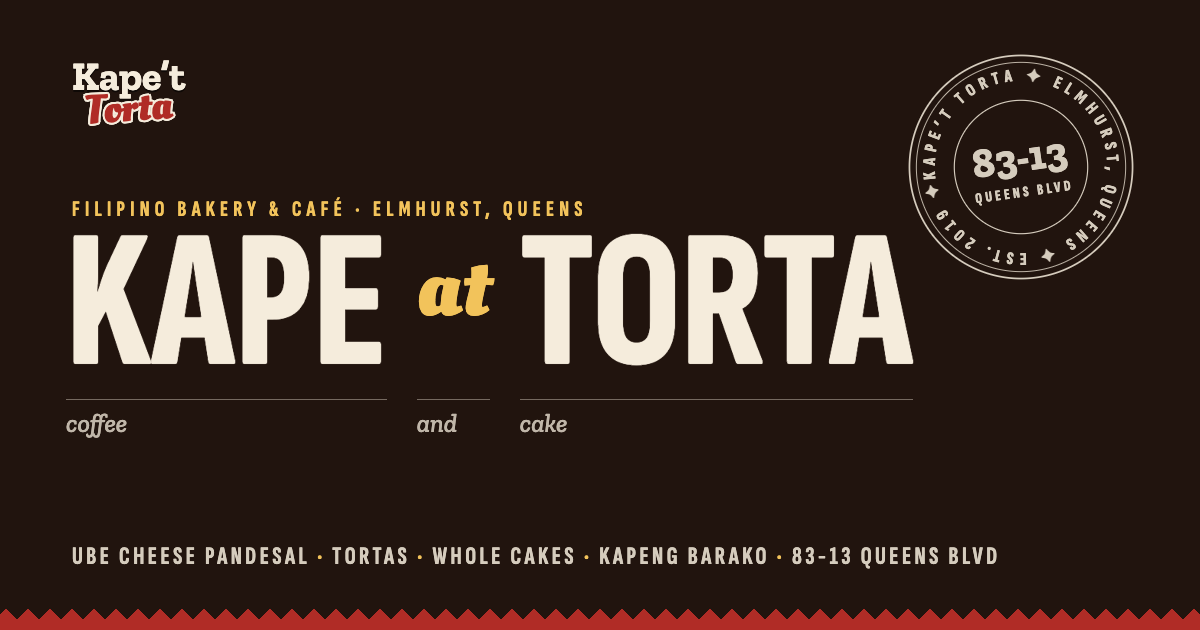 Kape't
Torta
KAPE'T TORTA ✦ ELMHURST, QUEENS ✦ EST. 2019 ✦
83-13
QUEENS BLVD
FILIPINO BAKERY & CAFÉ · ELMHURST, QUEENS
KAPE at TORTA
coffee and cake
UBE CHEESE PANDESAL · TORTAS · WHOLE CAKES · KAPENG BARAKO · 83-13 QUEENS BLVD